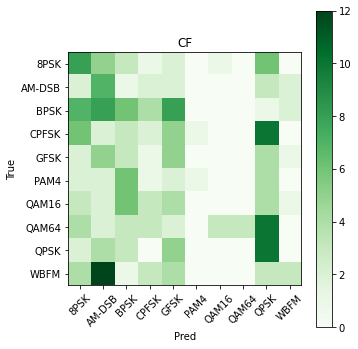 CF
True
8PSK
AM-DSB
BPSK
CPFSK
GFSK
PAM4
QAM16
QAM64
QPSK
WBFM
8PSK AM-DSB BPSK CPFSK GFSK PAM4 QAM16 QAM64 QPSK WBFM
Pred
12
10
8
6
4
2
0